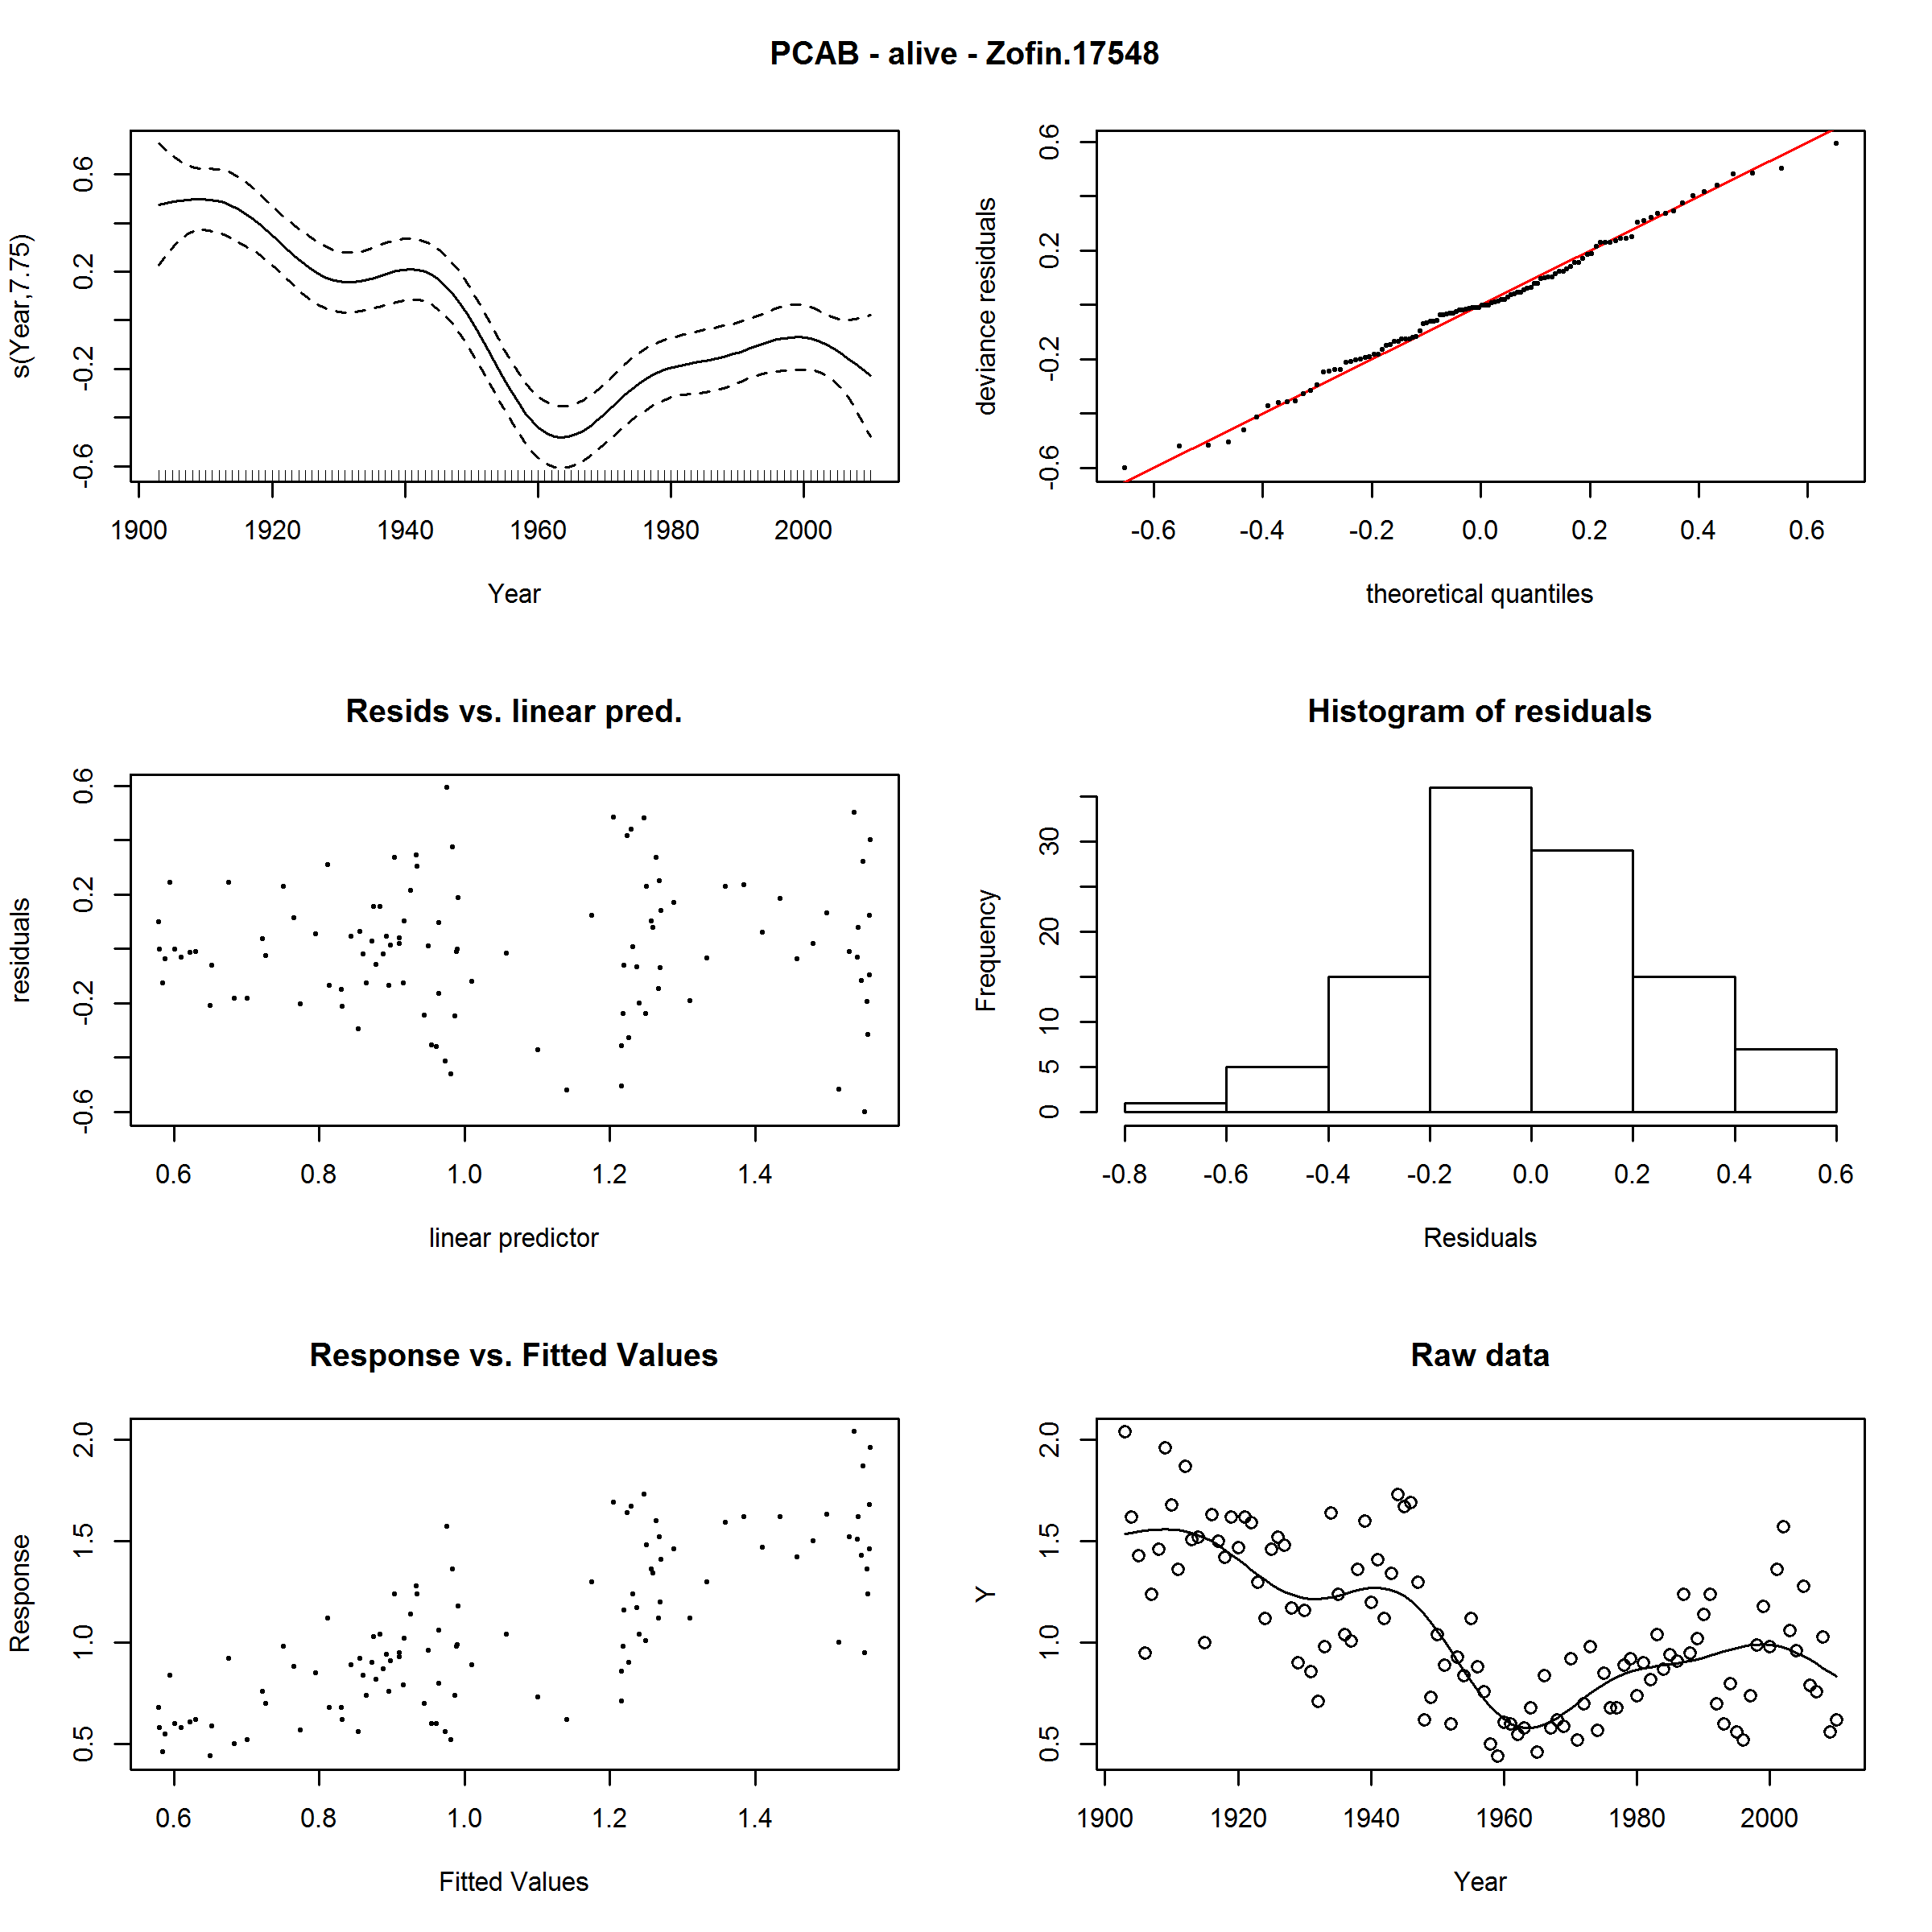 PCAB - alive - Zofin.17548
s(Year,7.75)
-0.6 -0.2 0.2 0.6
1900 1920 1940 1960 1980 2000
Year
deviance residuals
-0.6 -0.2 0.2 0.6
-0.6 -0.4 -0.2 0.0 0.2 0.4 0.6
theoretical quantiles
Resids vs. linear pred.
residuals
-0.6 -0.2 0.2 0.6
0.6 0.8 1.0 1.2 1.4
linear predictor
Histogram of residuals
Frequency
0 5 10 20 30
-0.8 -0.6 -0.4 -0.2 0.0 0.2 0.4 0.6
Residuals
Response vs. Fitted Values
Response
0.5 1.0 1.5 2.0
0.6 0.8 1.0 1.2 1.4
Fitted Values
Raw data
Y
0.5 1.0 1.5 2.0
1900 1920 1940 1960 1980 2000
Year